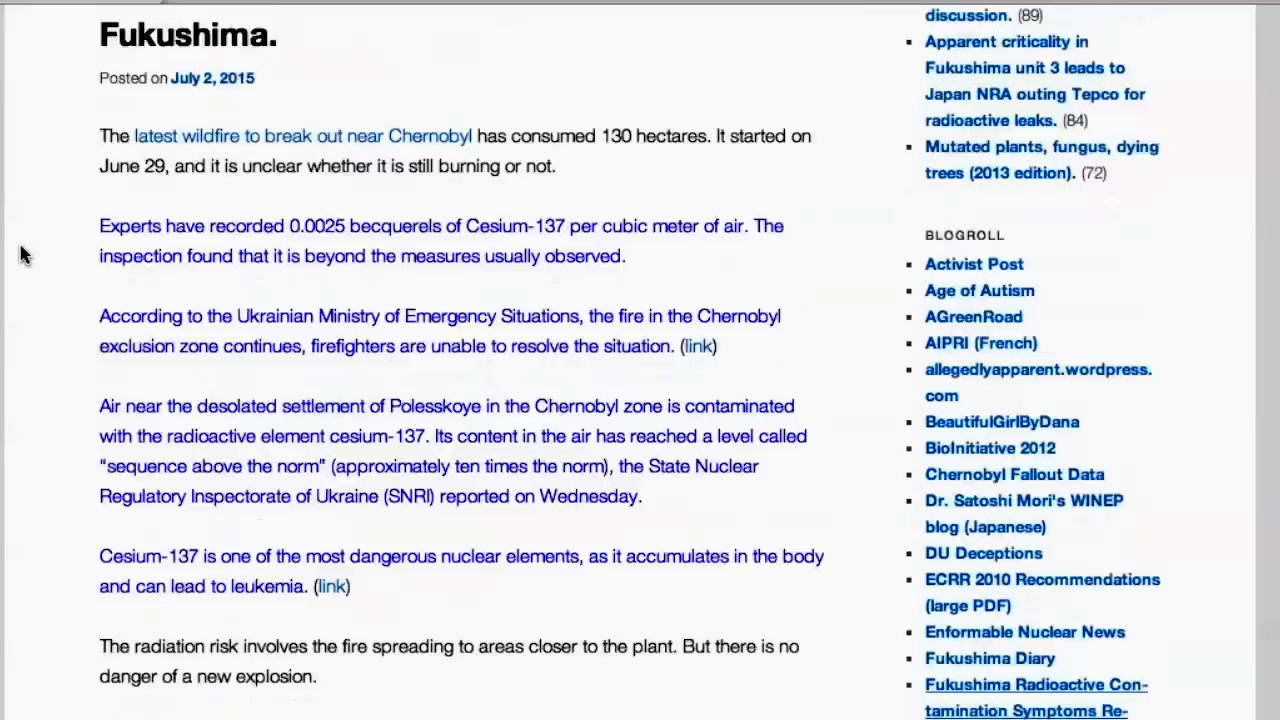 Fukushima.
Posted on July 2, 2015
The latest wildfire to break out near Chernobyl has consumed 130 hectares. It started on
June 29, and it is unclear whether it is still burning or not.
Experts have recorded 0.0025 becquerels of Cesium-137 per cubic meter of air. The
inspection found that it is beyond the measures usually observed.
According to the Ukrainian Ministry of Emergency Situations, the fire in the Chernobyl
exclusion zone continues, firefighters are unable to resolve the situation. (link)
Air near the desolated settlement of Polesskoye in the Chernobyl zone is contaminated
with the radioactive element cesium-137. Its content in the air has reached a level called
“sequence above the norm” (approximately ten times the norm), the State Nuclear
Regulatory Inspectorate of Ukraine (SNRI) reported on Wednesday.
Cesium-137 is one of the most dangerous nuclear elements, as it accumulates in the body
and can lead to leukemia. (link)
The radiation risk involves the fire spreading to areas closer to the plant. But there is no
danger of a new explosion.
discussion. (89)
Apparent criticality in
Fukushima unit 3 leads to
Japan NRA outing Tepco for
radioactive leaks. (84)
Mutated plants, fungus, dying
trees (2013 edition). (72)
BLOGROLL
Activist Post
Age of Autism
AGreenRoad
AIPRI (French)
allegedlyapparent.wordpress.
com
BeautifulGirlByDana
BioInitiative 2012
Chernobyl Fallout Data
Dr. Satoshi Mori's WINEP
blog (Japanese)
DU Deceptions
ECRR 2010 Recommendations
(large PDF)
Enformable Nuclear News
Fukushima Diary
Fukushima Radioactive Con-
tamination Symptoms Re-